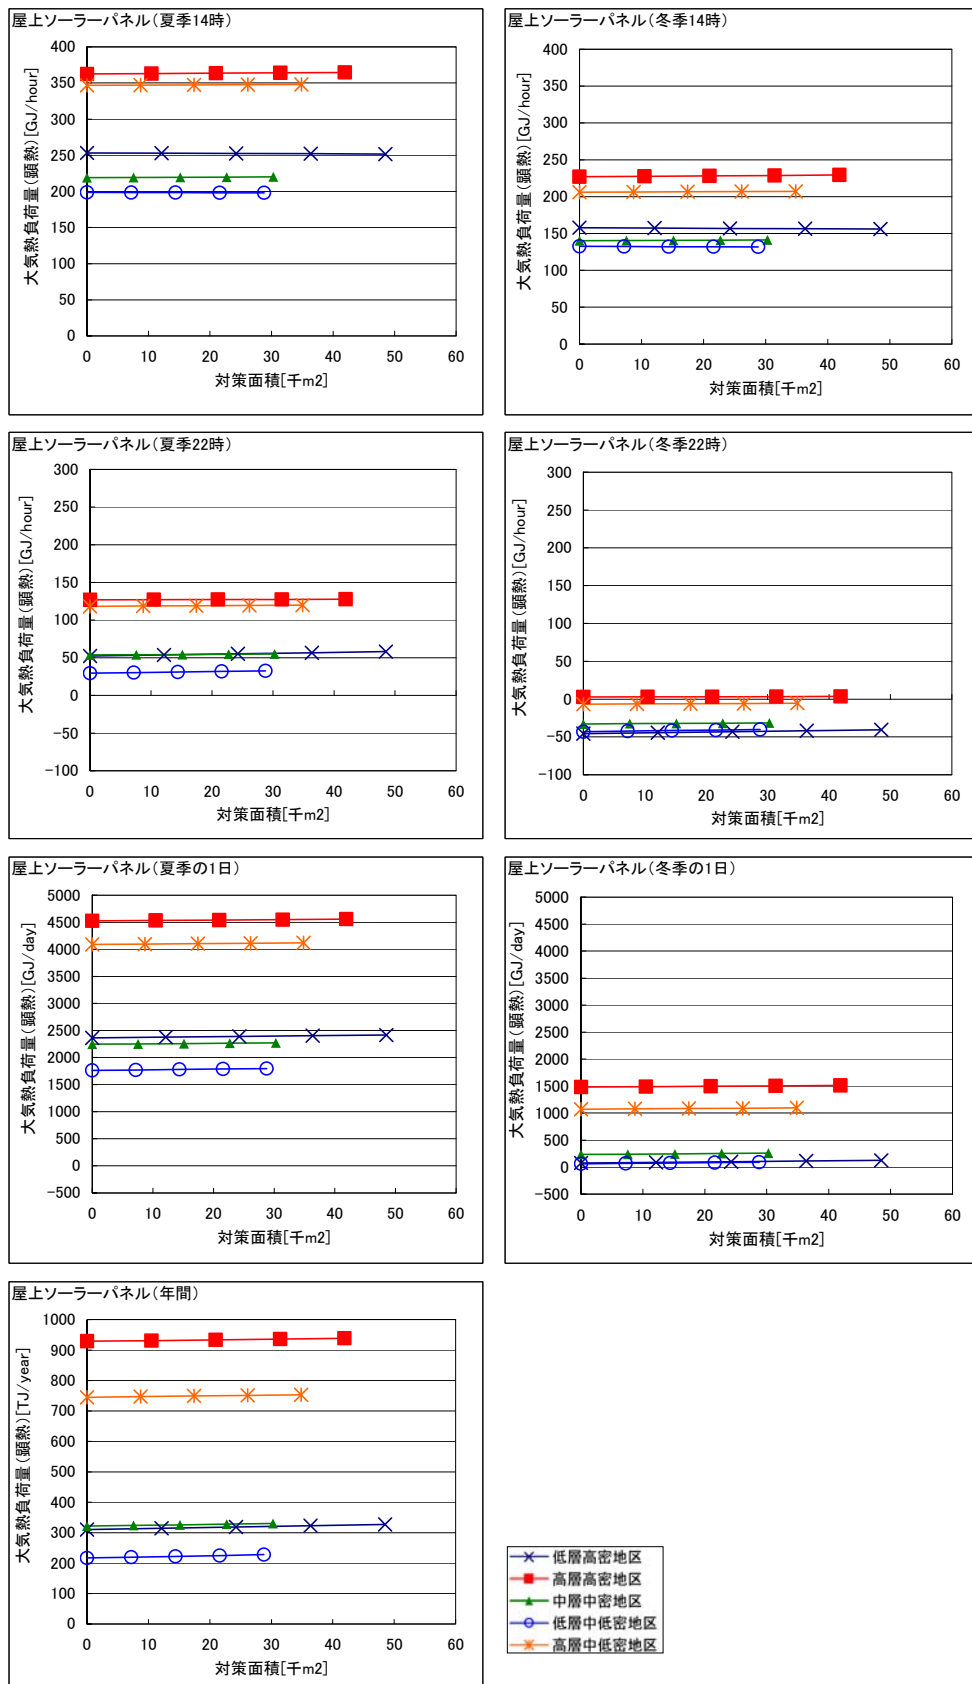 屋上ソーラーパネル(夏季14時)
大気熱負荷量(顕熱)[GJ/hour]
400
350
300
250
200
150
100
50
0
0 10 20 30 40 50 60
対策面積[千m2]
屋上ソーラーパネル(冬季14時)
大気熱負荷量(顕熱)[GJ/hour]
400
350
300
250
200
150
100
50
0
0 10 20 30 40 50 60
対策面積[千m2]
屋上ソーラーパネル(夏季22時)
大気熱負荷量(顕熱)[GJ/hour]
300
250
200
150
100
50
0
−50
−100
0 10 20 30 40 50 60
対策面積[千m2]
屋上ソーラーパネル(冬季22時)
大気熱負荷量(顕熱)[GJ/hour]
300
250
200
150
100
50
0
−50
−100
0 10 20 30 40 50 60
対策面積[千m2]
屋上ソーラーパネル(夏季の1日)
大気熱負荷量(顕熱)[GJ/day]
5000
4500
4000
3500
3000
2500
2000
1500
1000
500
0
−500
0 10 20 30 40 50 60
対策面積[千m2]
屋上ソーラーパネル(冬季の1日)
大気熱負荷量(顕熱)[GJ/day]
5000
4500
4000
3500
3000
2500
2000
1500
1000
500
0
−500
0 10 20 30 40 50 60
対策面積[千m2]
屋上ソーラーパネル(年間)
大気熱負荷量(顕熱)[TJ/year]
1000
900
800
700
600
500
400
300
200
100
0
0 10 20 30 40 50 60
対策面積[千m2]
低層高密地区
高層高密地区
中層中密地区
低層中低密地区
高層中低密地区